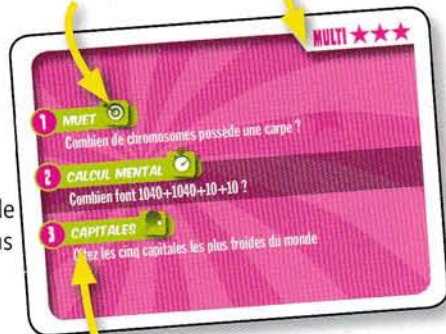 MULTI ★★★
1 MUET
Combien de chromosomes possède une carpe ?
2 CALCUL MENTAL
Combien font 1040+1040+10+10 ?
3 CAPITALES
Citez les cinq capitales les plus froides du monde